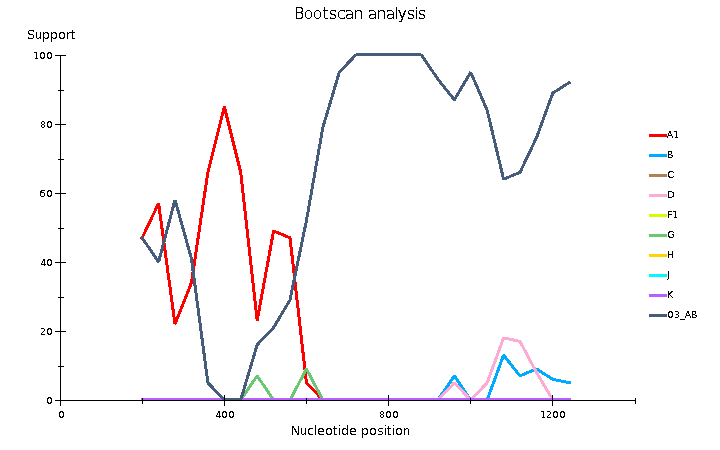 Bootscan analysis
Support
100
80
60
40
20
0
0 400 800 1200
Nucleotide position
A1
B
C
D
F1
G
H
J
K
03_AB